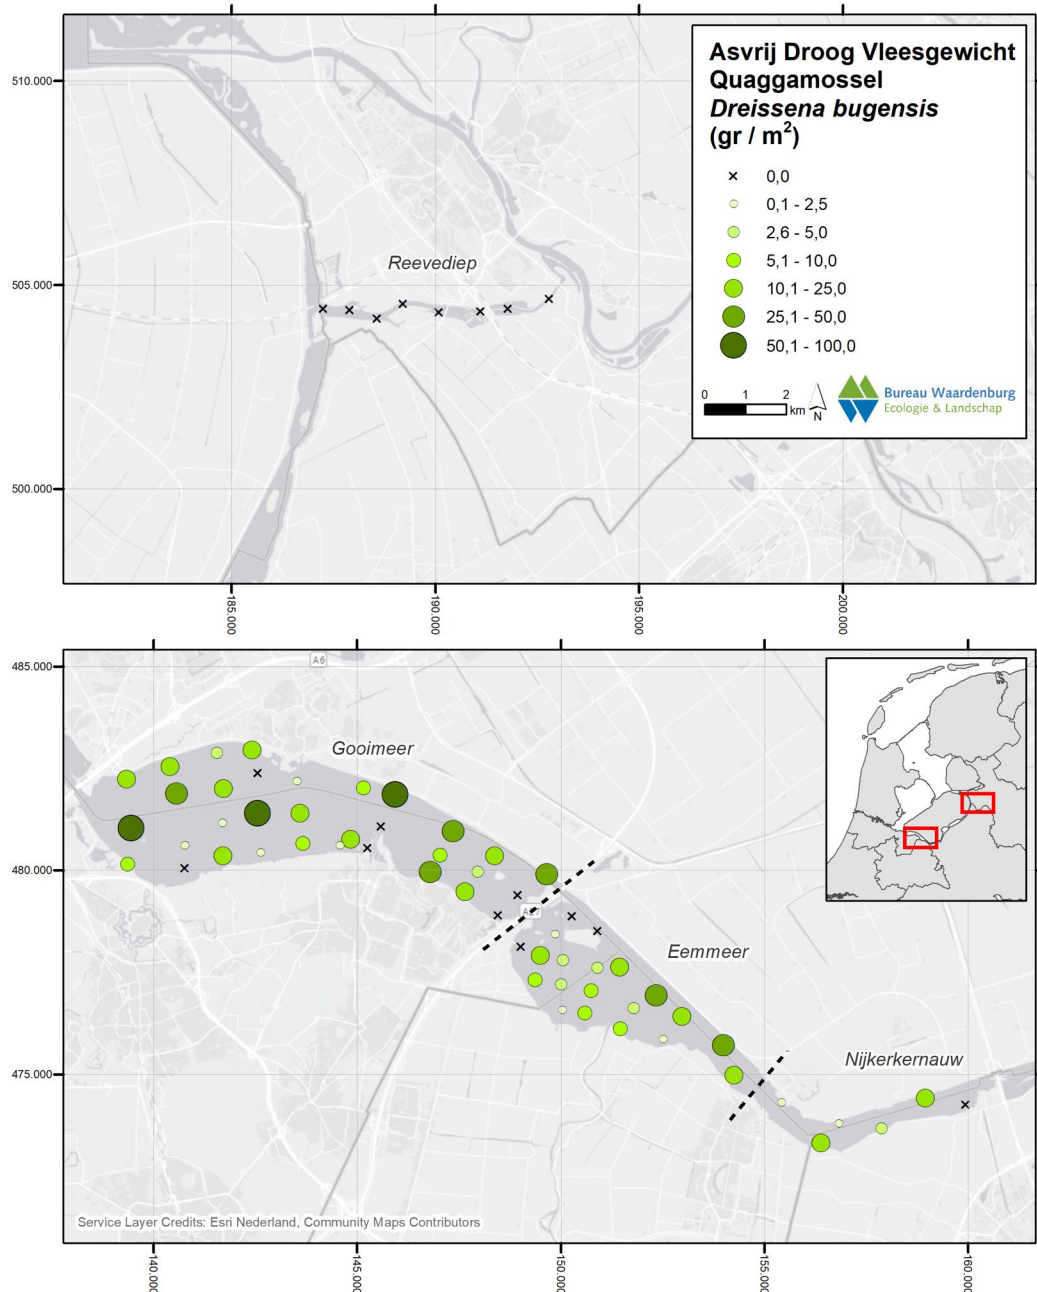 Asvrij Droog Vleesgewicht
Quaggamossel
Dreissena bugensis
(gr / m²)
0,0
0,1 - 2,5
2,6 - 5,0
5,1 - 10,0
10,1 - 25,0
25,1 - 50,0
50,1 - 100,0
0 1 2
km
N
Bureau Waardenburg
Ecologie & Landschap
510.000
505.000
500.000
Reevediep
185.000
190.000
195.000
200.000
485.000
480.000
475.000
A6
Gooimeer
Eemmeer
Nijkerkernauw
Service Layer Credits: Esri Nederland, Community Maps Contributors
140.000
145.000
150.000
155.000
160.000